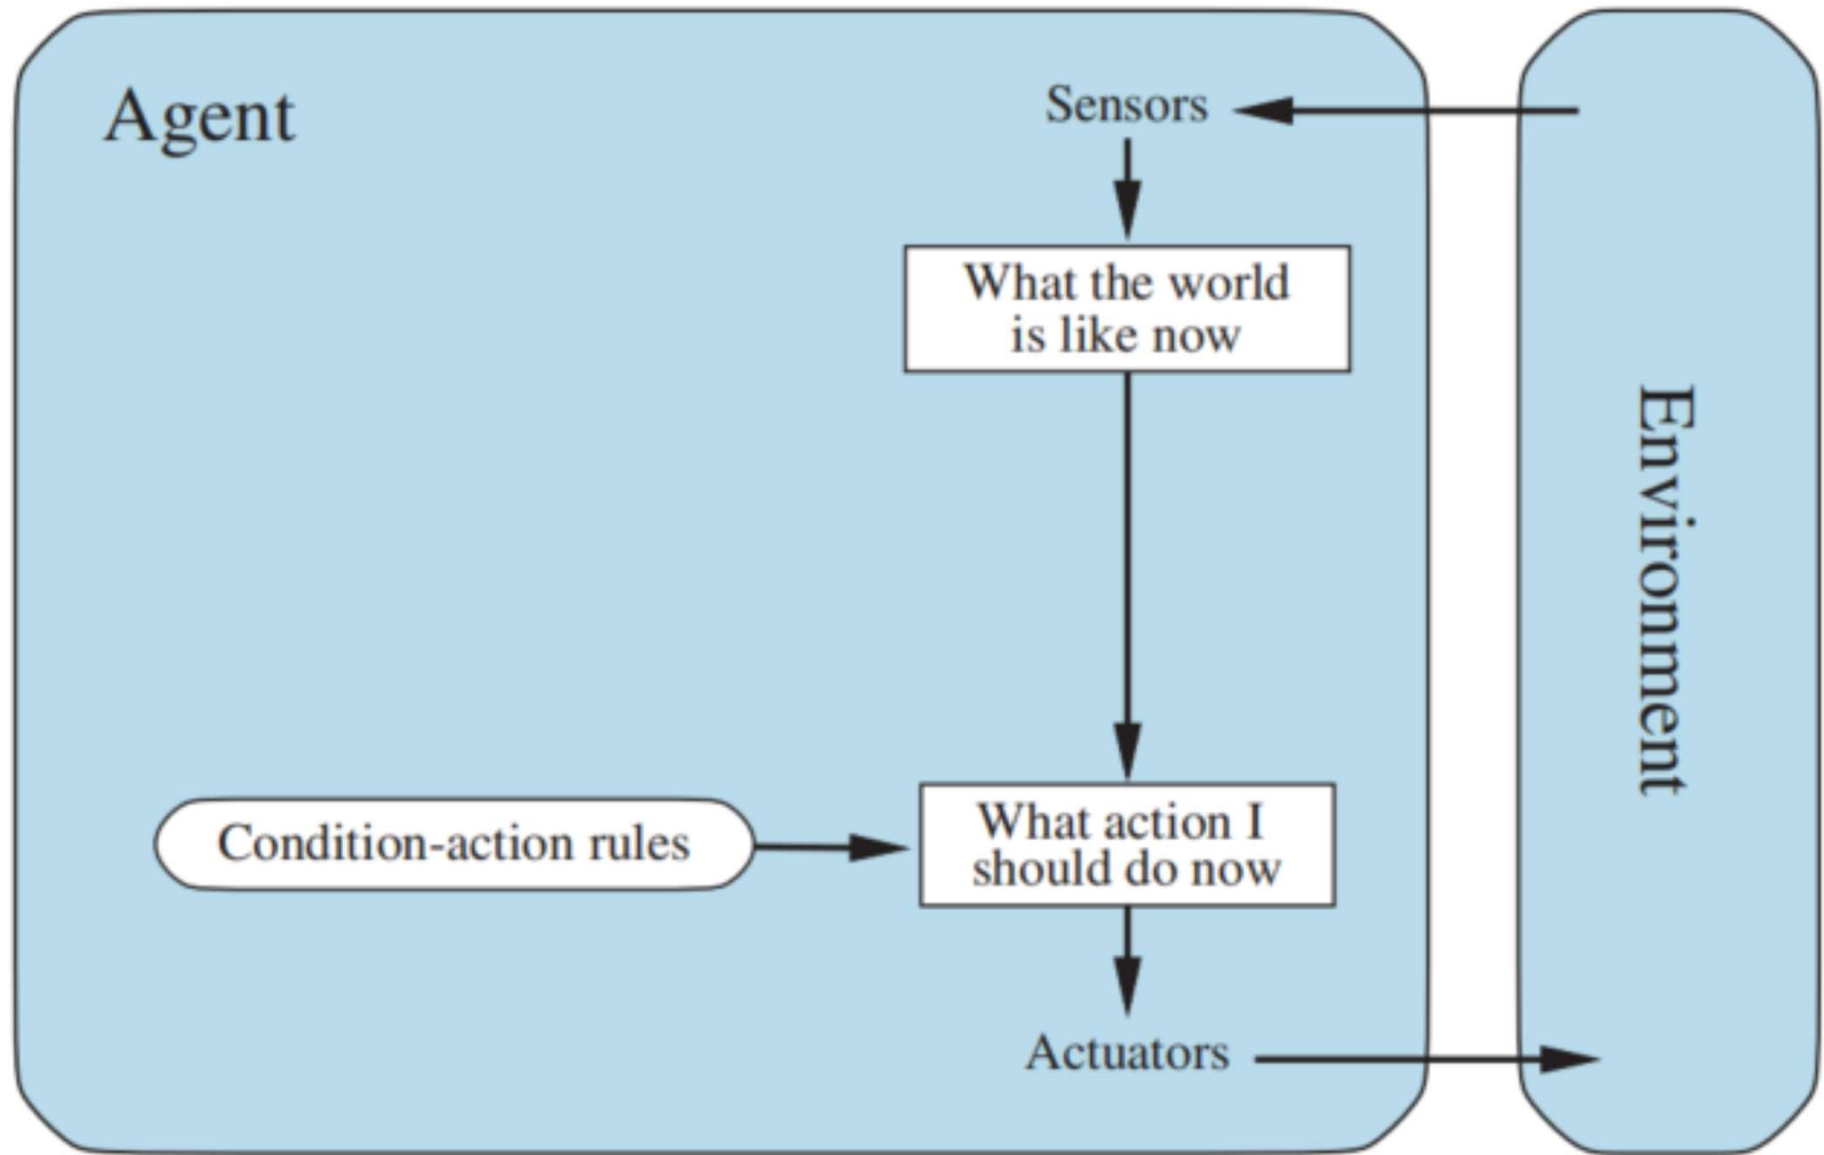 Agent
Sensors
What the world
is like now
Environment
Condition-action rules
What action I
should do now
Actuators